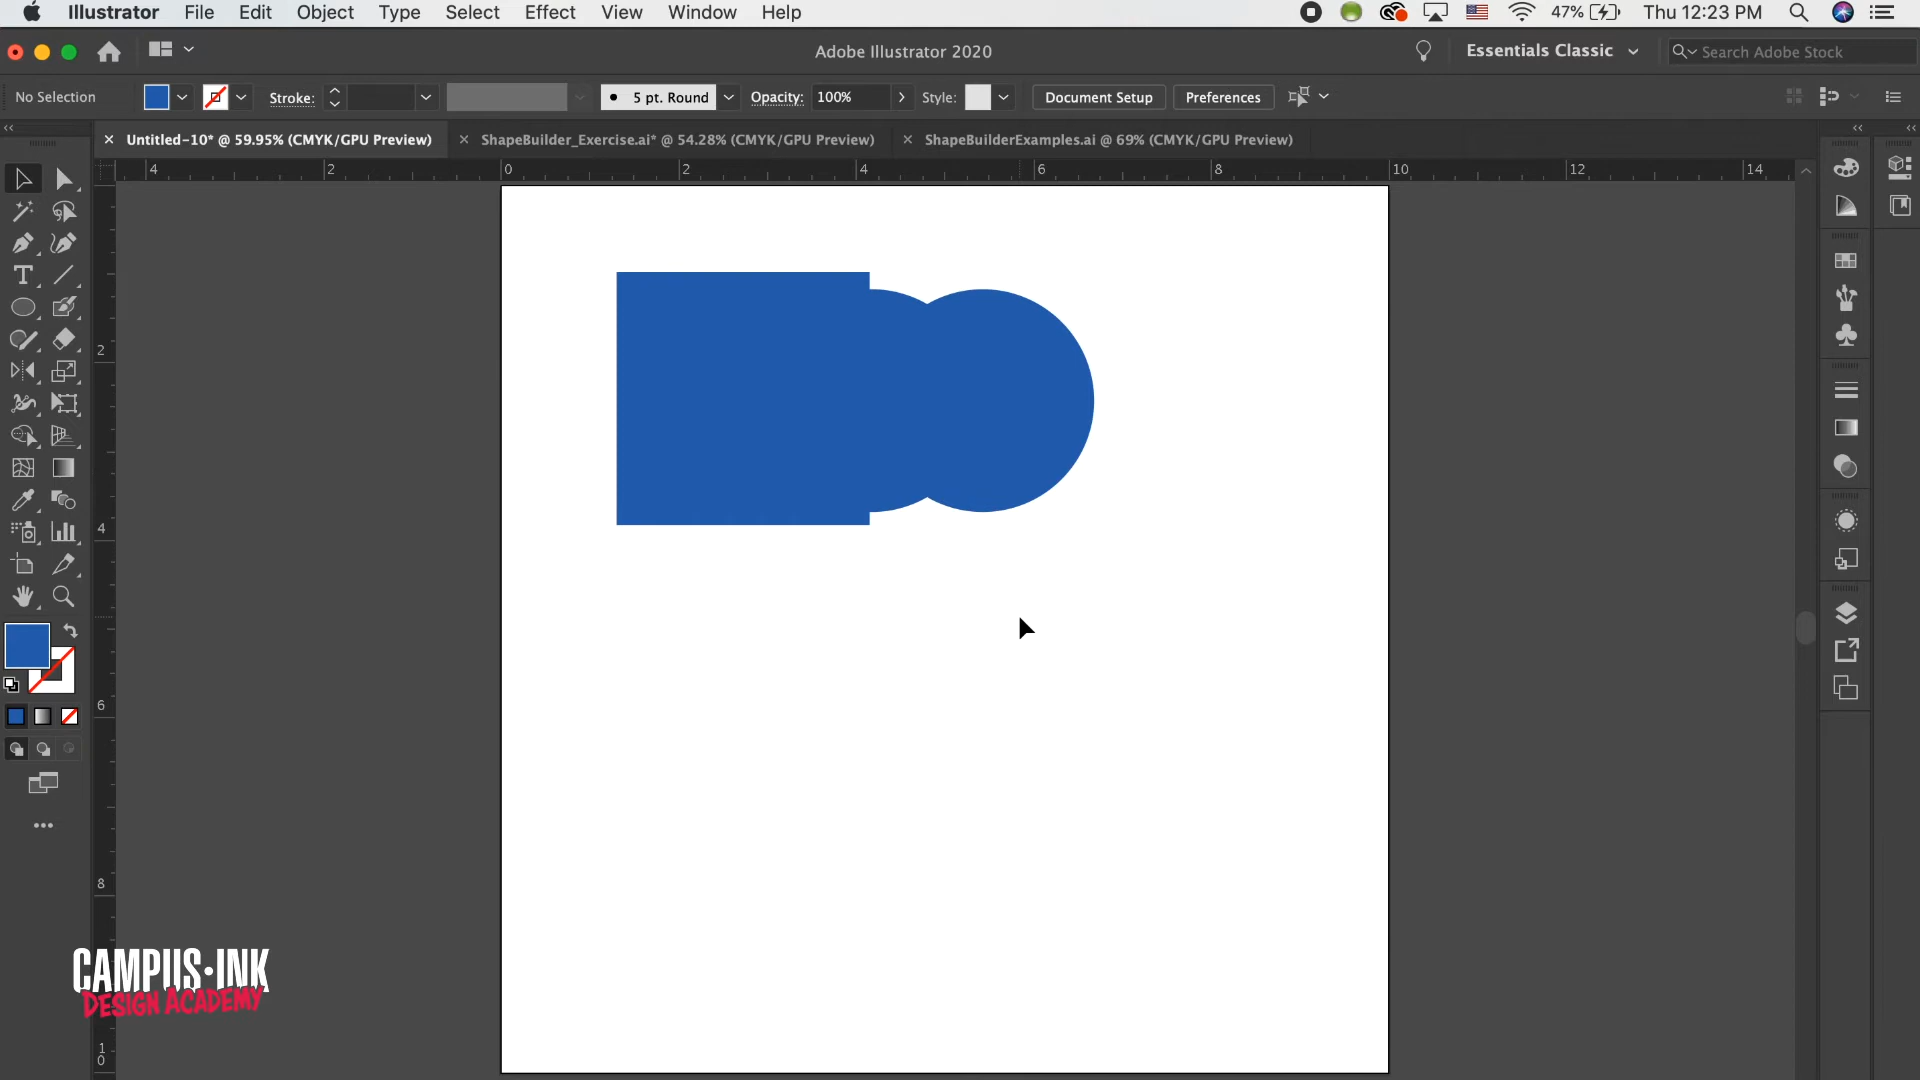 Illustrator File Edit Object Type Select Effect View Window Help 47% Thu 12:23 PM
Adobe Illustrator 2020 Essentials Classic Search Adobe Stock
No Selection Stroke: 5 pt. Round Opacity: 100% Style: Document Setup Preferences
Untitled-10* @ 59.95% (CMYK/GPU Preview) ShapeBuilder_Exercise.ai* @ 54.28% (CMYK/GPU Preview) ShapeBuilderExamples.ai @ 69% (CMYK/GPU Preview)
4 2 0 2 4 6 8 10 12 14
2
4
6
8
10
CAMPUS·INK
DESIGN ACADEMY